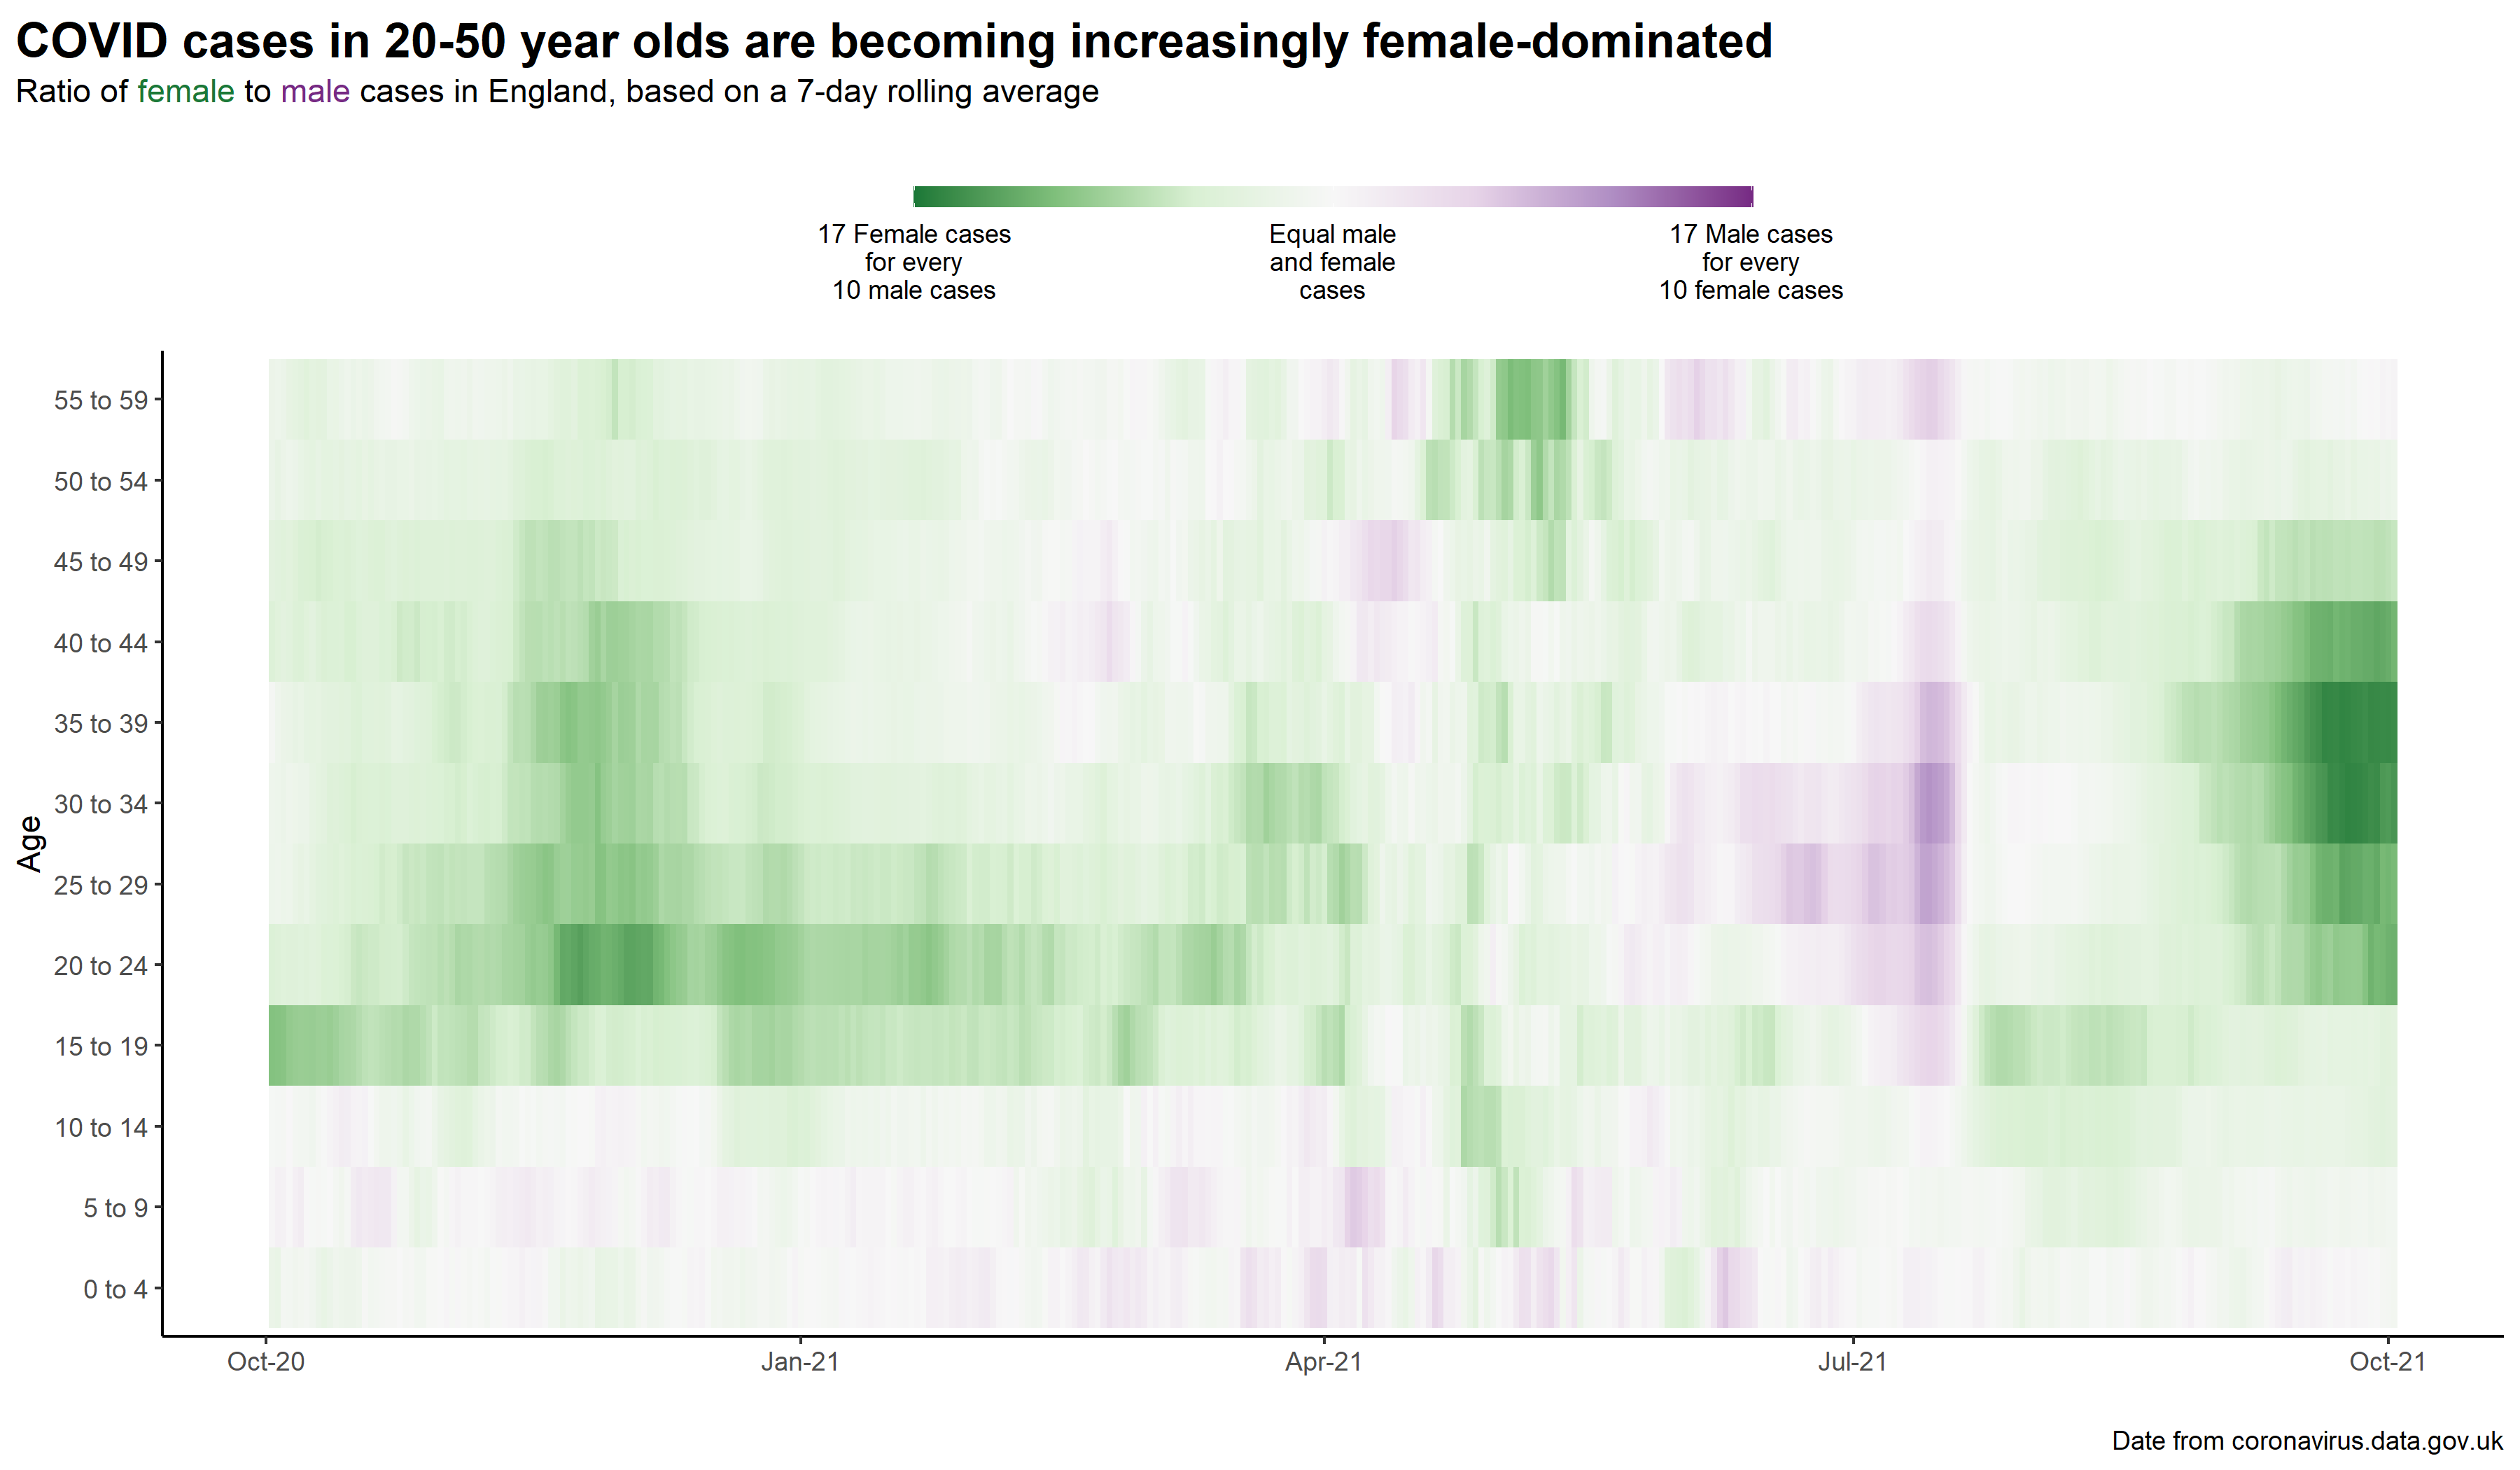 COVID cases in 20-50 year olds are becoming increasingly female-dominated
Ratio of female to male cases in England, based on a 7-day rolling average
17 Female cases
for every
10 male cases
Equal male
and female
cases
17 Male cases
for every
10 female cases
Age
55 to 59
50 to 54
45 to 49
40 to 44
35 to 39
30 to 34
25 to 29
20 to 24
15 to 19
10 to 14
5 to 9
0 to 4
Oct-20
Jan-21
Apr-21
Jul-21
Oct-21
Date from coronavirus.data.gov.uk